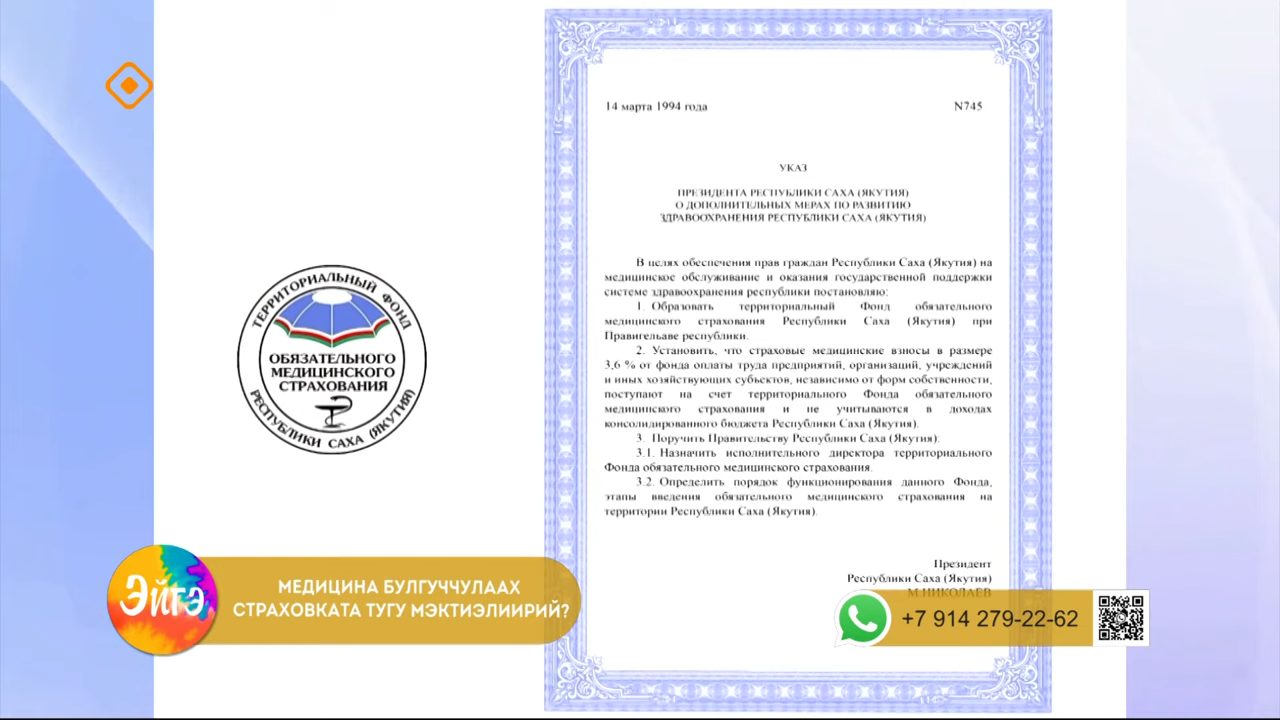 14 марта 1994 года N745
УКАЗ
ПРЕЗИДЕНТА РЕСПУБЛИКИ САХА (ЯКУТИЯ)
О ДОПОЛНИТЕЛЬНЫХ МЕРАХ ПО РАЗВИТИЮ
ЗДРАВООХРАНЕНИЯ РЕСПУБЛИКИ САХА (ЯКУТИЯ)
В целях обеспечения прав граждан Республики Саха (Якутия) на
медицинское обслуживание и оказания государственной поддержки
системе здравоохранения республики постановляю:
1. Образовать территориальный Фонд обязательного
медицинского страхования Республики Саха (Якутия) при
Правительаве республики.
2. Установить, что страховые медицинские взносы в размере
3,6 % от фонда оплаты труда предприятий, организаций, учреждений
и иных хозяйствующих субъектов, независимо от форм собственности,
поступают на счет территориального Фонда обязательного
медицинского страхования и не учитываются в доходах
консолидированного бюджета Республики Саха (Якутия).
3. Поручить Правительству Республики Саха (Якутия):
3.1. Назначить исполнительного директора территориального
Фонда обязательного медицинского страхования.
3.2. Определить порядок функционирования данного Фонда,
этапы введения обязательного медицинского страхования на
территории Республики Саха (Якутия).
Президент
Республики Саха (Якутия)
М.НИКОЛАЕВ
ТЕРРИТОРИАЛЬНЫЙ ФОНД
ОБЯЗАТЕЛЬНОГО
МЕДИЦИНСКОГО
СТРАХОВАНИЯ
РЕСПУБЛИКИ САХА (ЯКУТИЯ)
Эйгэ
МЕДИЦИНА БУЛГУЧЧУЛААХ
СТРАХОВКАТА ТУГУ МЭКТИЭЛИИРИЙ?
+7 914 279-22-62